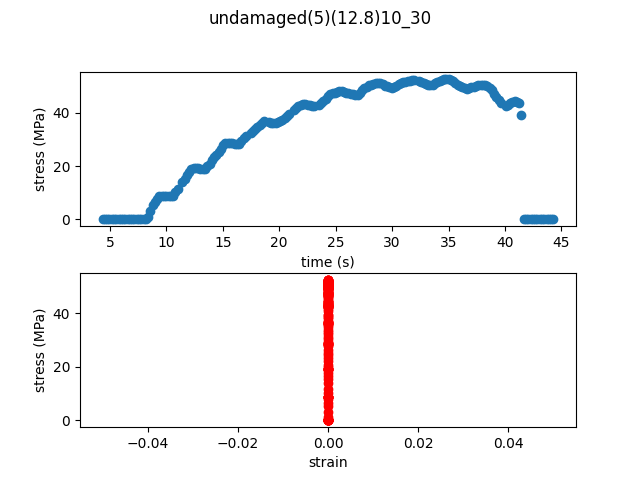 undamaged(5)(12.8)10_30
40
20
0
stress (MPa)
5 10 15 20 25 30 35 40 45
time (s)
40
20
0
stress (MPa)
−0.04 −0.02 0.00 0.02 0.04
strain